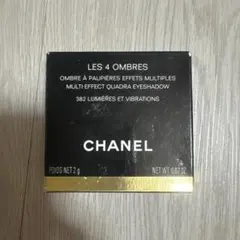 LES 4 OMBRES
OMBRE À PAUPIÈRES EFFETS MULTIPLES
MULTI-EFFECT QUADRA EYESHADOW
382 LUMIÈRES ET VIBRATIONS
CHANEL
POIDS NET 2 g NET WT. 0.07 OZ.